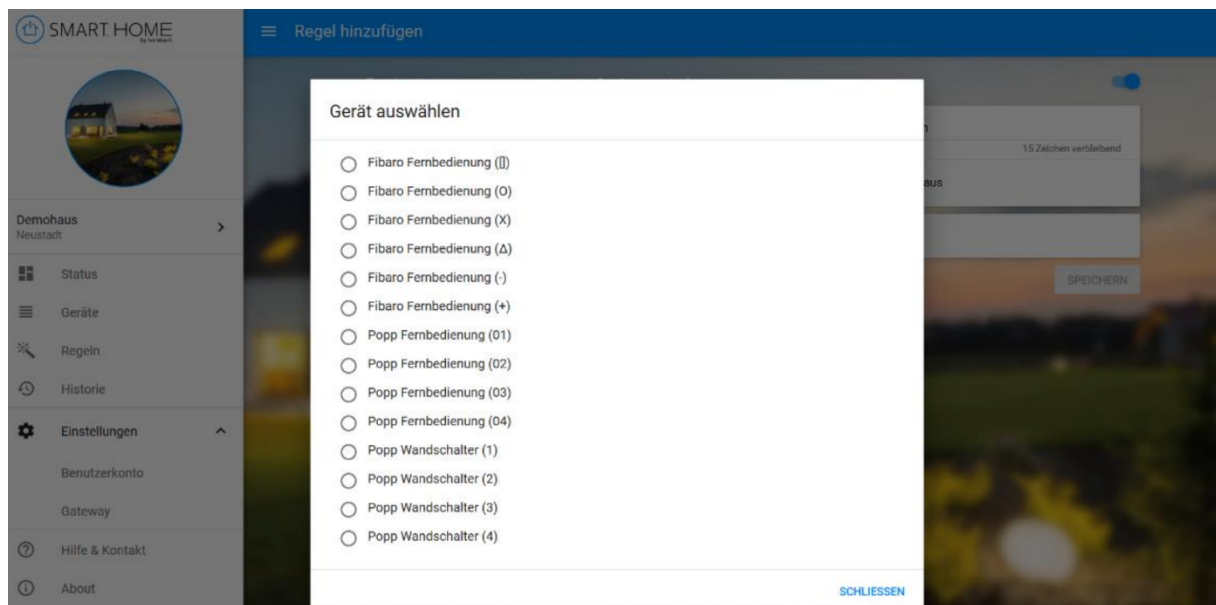 SMART HOME
by hornbach
Regel hinzufügen
Demohaus
Neustadt
Status
Geräte
Regeln
Historie
Einstellungen
Benutzerkonto
Gateway
Hilfe & Kontakt
About
Gerät auswählen
Fibaro Fernbedienung ([])
Fibaro Fernbedienung (O)
Fibaro Fernbedienung (X)
Fibaro Fernbedienung (Δ)
Fibaro Fernbedienung (-)
Fibaro Fernbedienung (+)
Popp Fernbedienung (01)
Popp Fernbedienung (02)
Popp Fernbedienung (03)
Popp Fernbedienung (04)
Popp Wandschalter (1)
Popp Wandschalter (2)
Popp Wandschalter (3)
Popp Wandschalter (4)
SCHLIESSEN
15 Zeichen verbleibend
aus
SPEICHERN